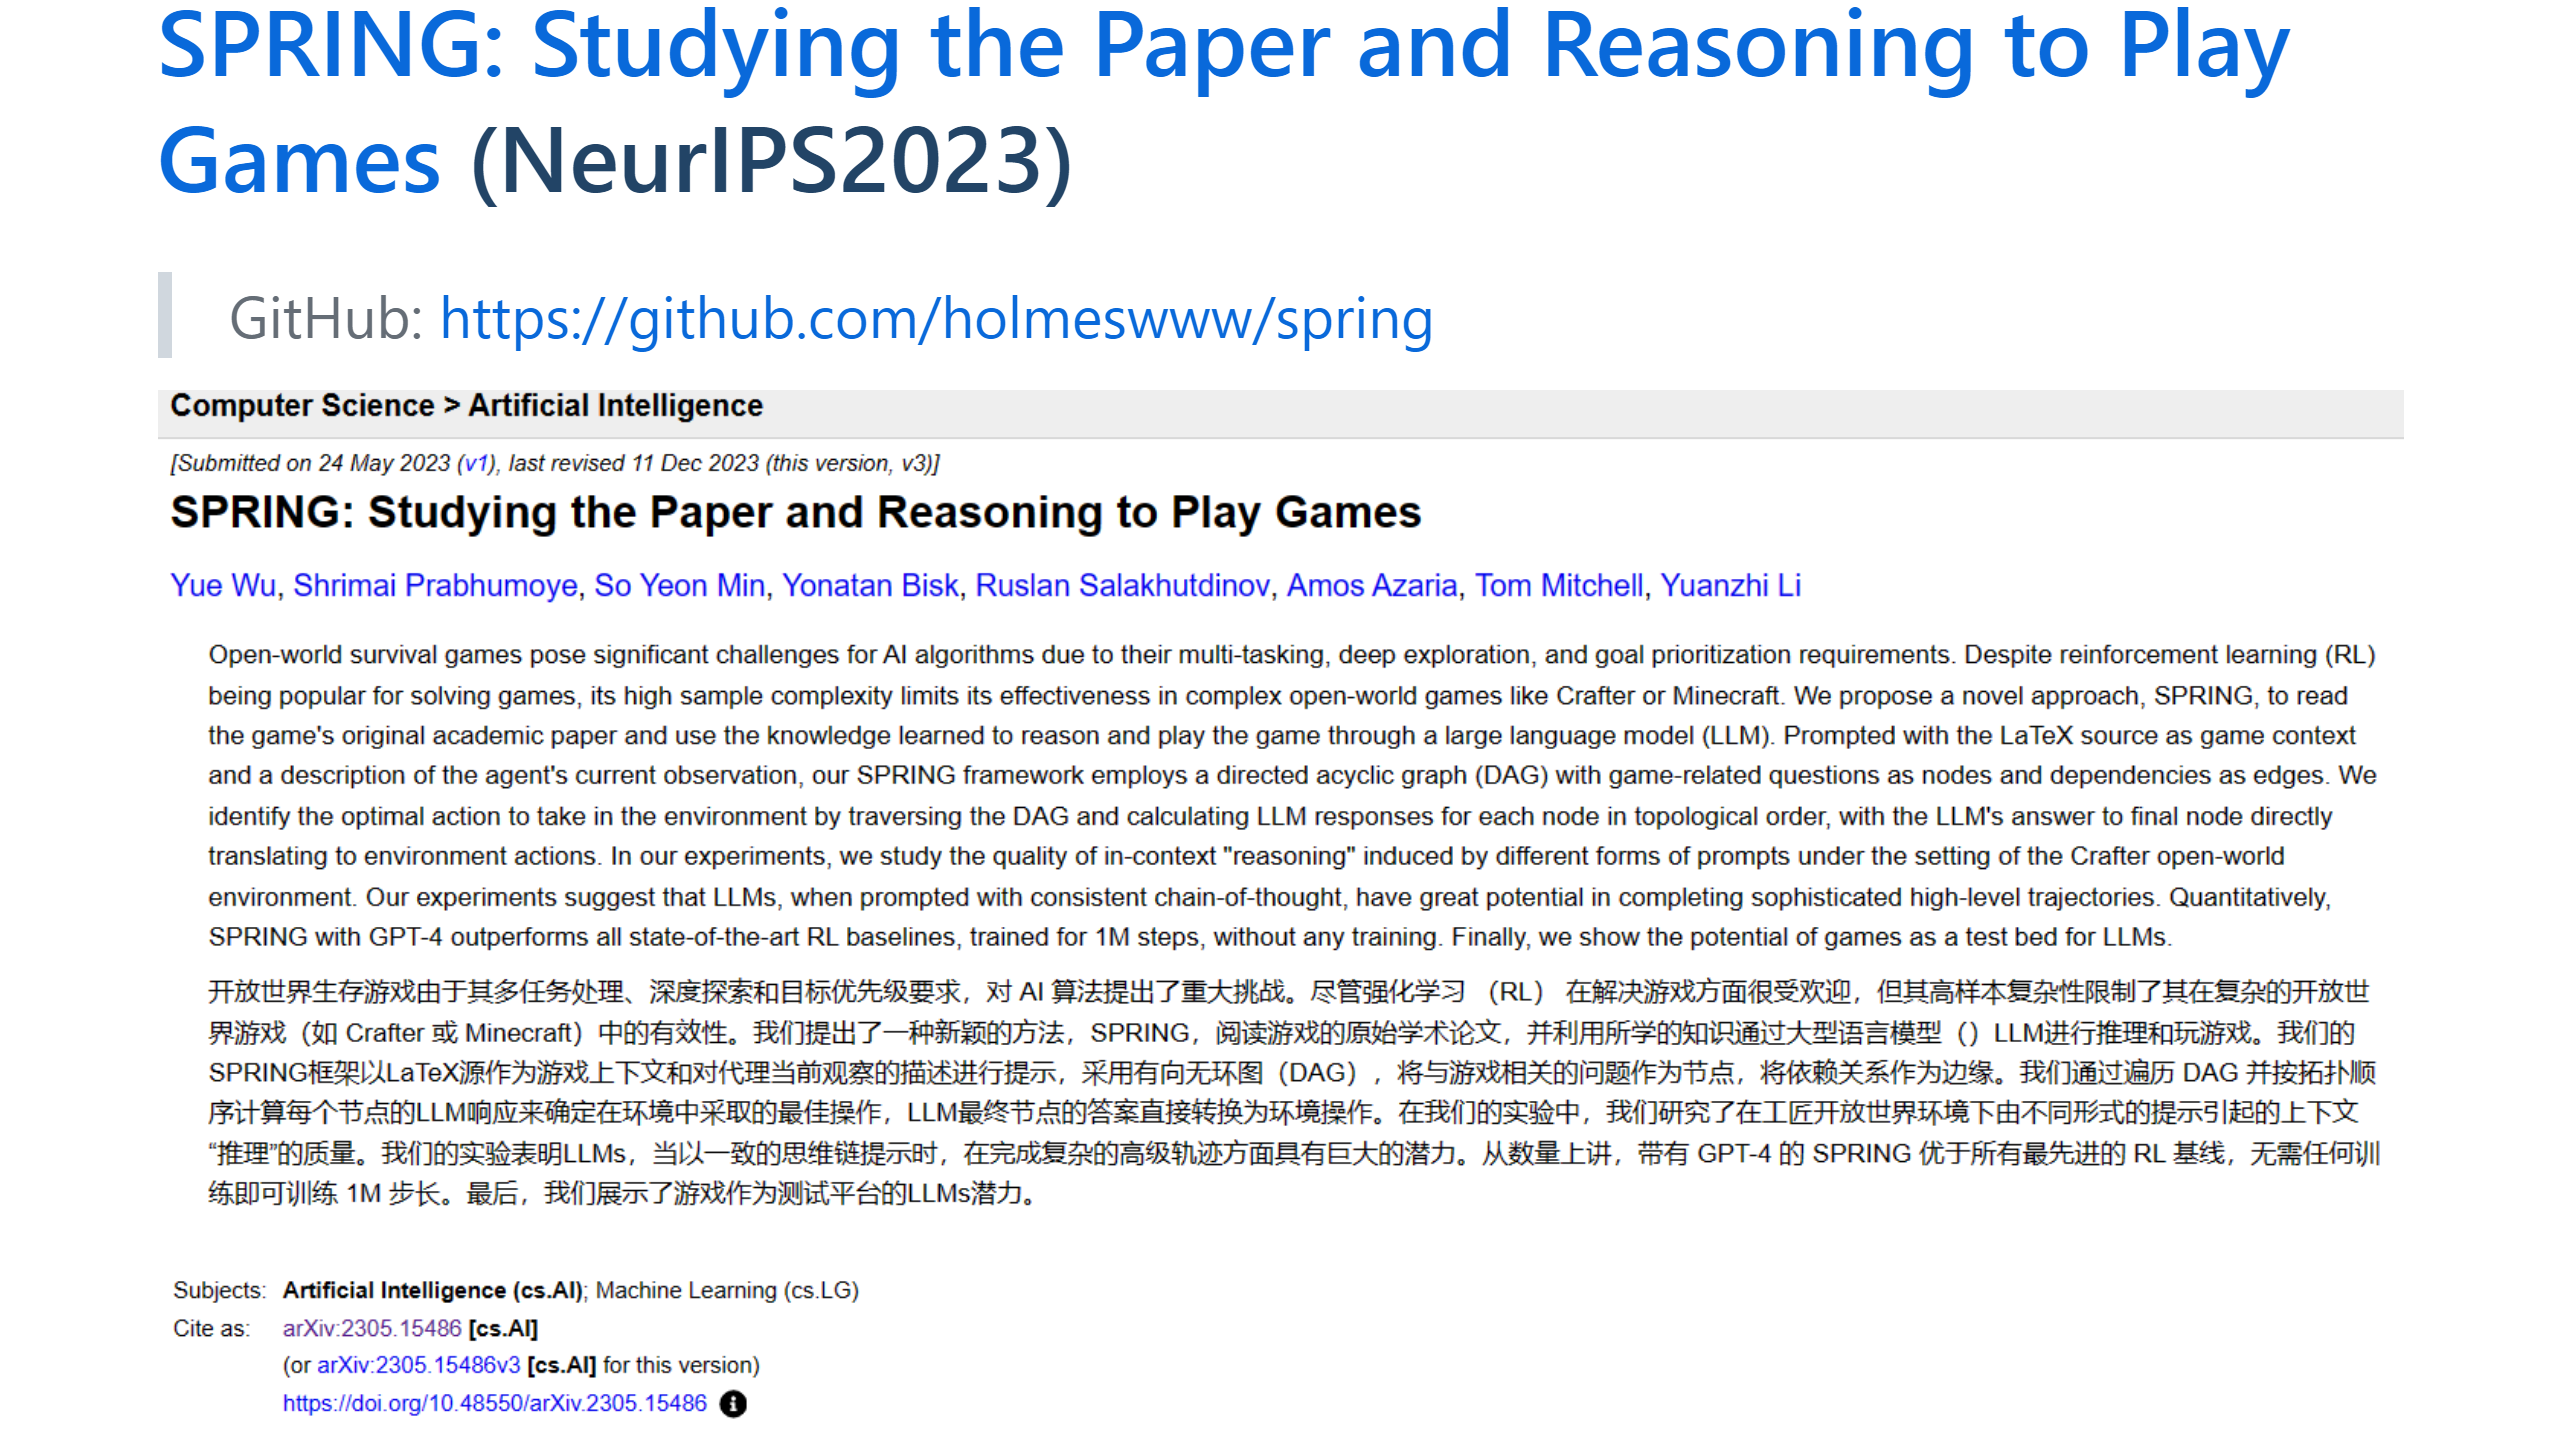 SPRING: Studying the Paper and Reasoning to Play
Games (NeurIPS2023)
GitHub: https://github.com/holmeswww/spring
Computer Science > Artificial Intelligence
[Submitted on 24 May 2023 (v1), last revised 11 Dec 2023 (this version, v3)]
SPRING: Studying the Paper and Reasoning to Play Games
Yue Wu, Shrimai Prabhumoye, So Yeon Min, Yonatan Bisk, Ruslan Salakhutdinov, Amos Azaria, Tom Mitchell, Yuanzhi Li
Open-world survival games pose significant challenges for AI algorithms due to their multi-tasking, deep exploration, and goal prioritization requirements. Despite reinforcement learning (RL)
being popular for solving games, its high sample complexity limits its effectiveness in complex open-world games like Crafter or Minecraft. We propose a novel approach, SPRING, to read
the game's original academic paper and use the knowledge learned to reason and play the game through a large language model (LLM). Prompted with the LaTeX source as game context
and a description of the agent's current observation, our SPRING framework employs a directed acyclic graph (DAG) with game-related questions as nodes and dependencies as edges. We
identify the optimal action to take in the environment by traversing the DAG and calculating LLM responses for each node in topological order, with the LLM's answer to final node directly
translating to environment actions. In our experiments, we study the quality of in-context "reasoning" induced by different forms of prompts under the setting of the Crafter open-world
environment. Our experiments suggest that LLMs, when prompted with consistent chain-of-thought, have great potential in completing sophisticated high-level trajectories. Quantitatively,
SPRING with GPT-4 outperforms all state-of-the-art RL baselines, trained for 1M steps, without any training. Finally, we show the potential of games as a test bed for LLMs.
开放世界生存游戏由于其多任务处理、深度探索和目标优先级要求，对 AI 算法提出了重大挑战。尽管强化学习 （RL） 在解决游戏方面很受欢迎，但其高样本复杂性限制了其在复杂的开放世
界游戏（如 Crafter 或 Minecraft）中的有效性。我们提出了一种新颖的方法，SPRING，阅读游戏的原始学术论文，并利用所学的知识通过大型语言模型（）LLM进行推理和玩游戏。我们的
SPRING框架以LaTeX源作为游戏上下文和对代理当前观察的描述进行提示，采用有向无环图（DAG），将与游戏相关的问题作为节点，将依赖关系作为边缘。我们通过遍历 DAG 并按拓扑顺
序计算每个节点的LLM响应来确定在环境中采取的最佳操作，LLM最终节点的答案直接转换为环境操作。在我们的实验中，我们研究了在工匠开放世界环境下由不同形式的提示引起的上下文
“推理”的质量。我们的实验表明LLMs，当以一致的思维链提示时，在完成复杂的高级轨迹方面具有巨大的潜力。从数量上讲，带有 GPT-4 的 SPRING 优于所有最先进的 RL 基线，无需任何训
练即可训练 1M 步长。最后，我们展示了游戏作为测试平台的LLMs潜力。
Subjects: Artificial Intelligence (cs.AI); Machine Learning (cs.LG)
Cite as: arXiv:2305.15486 [cs.AI]
(or arXiv:2305.15486v3 [cs.AI] for this version)
https://doi.org/10.48550/arXiv.2305.15486